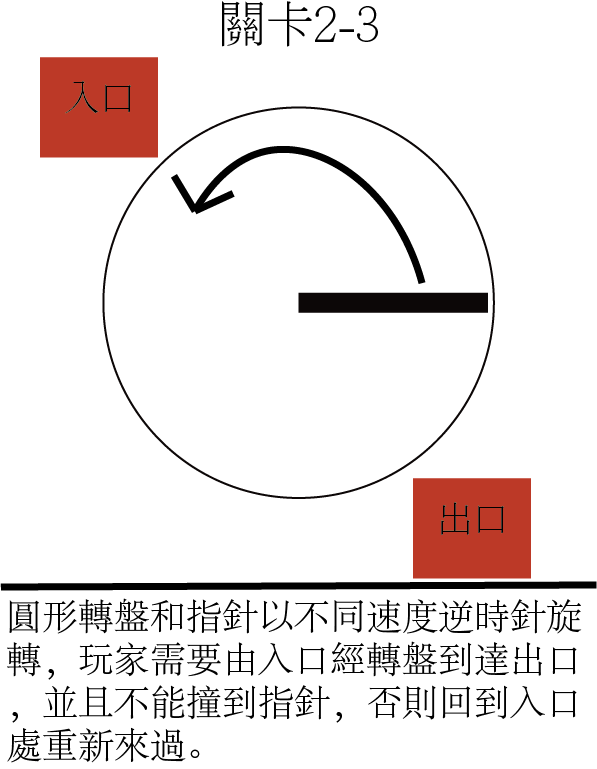 關卡2-3
入口
出口
圓形轉盤和指針以不同速度逆時針旋
轉，玩家需要由入口經轉盤到達出口
，並且不能撞到指針，否則回到入口
處重新來過。